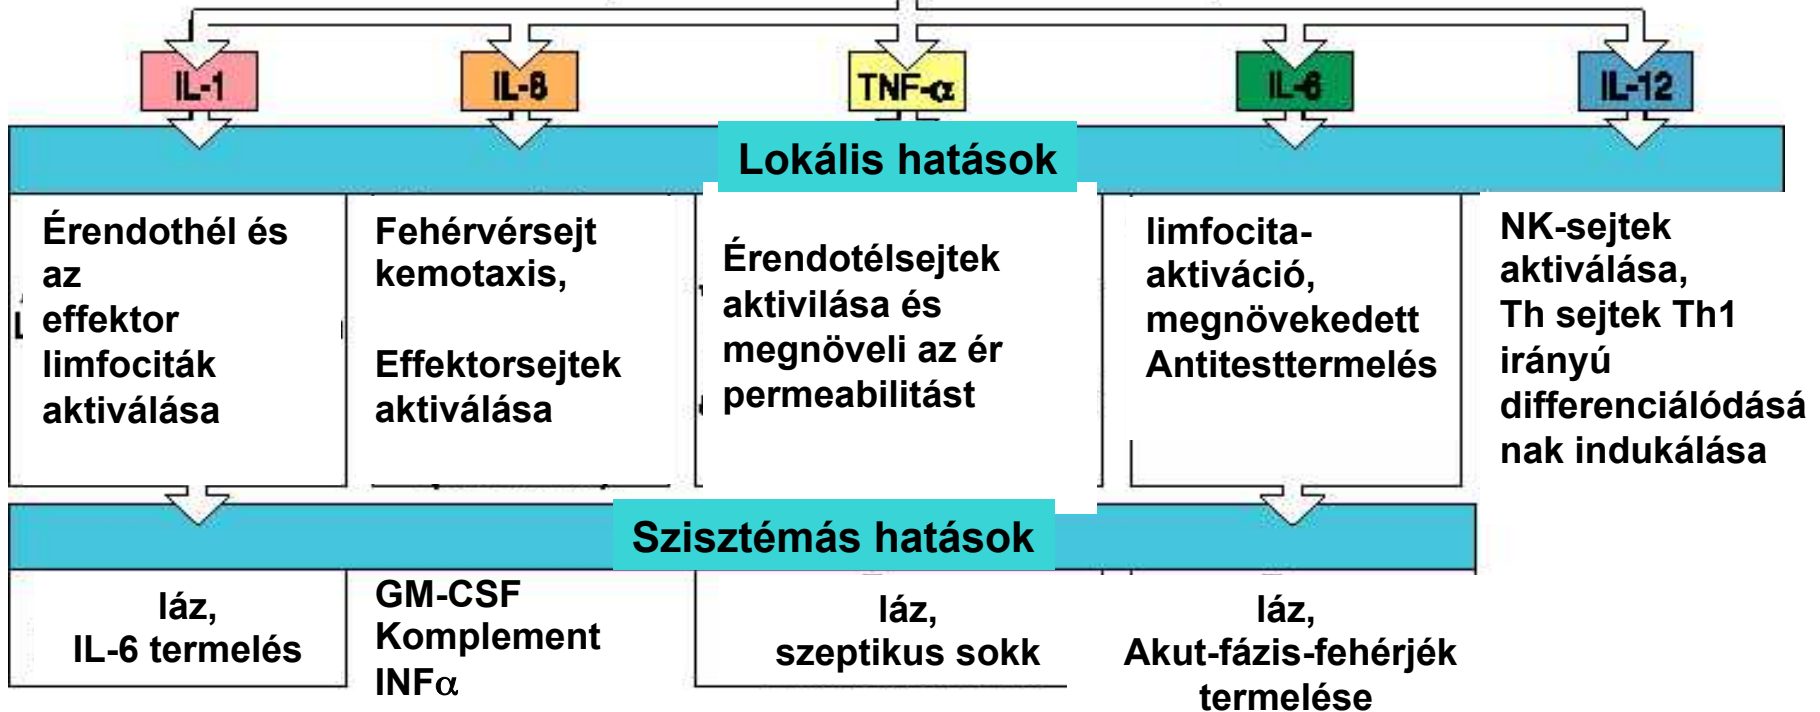 IL-1
IL-8
TNF-α
IL-6
IL-12
Lokális hatások
Érendothél és
az
effektor
limfociták
aktiválása
Fehérvérsejt
kemotaxis,
Effektorsejtek
aktiválása
Érendotélsejtek
aktivilása és
megnöveli az ér
permeabilitást
limfocita-
aktiváció,
megnövekedett
Antitesttermelés
NK-sejtek
aktiválása,
Th sejtek Th1
irányú
differenciálódásá
nak indukálása
Szisztémás hatások
láz,
IL-6 termelés
GM-CSF
Komplement
INFα
láz,
szeptikus sokk
láz,
Akut-fázis-fehérjék
termelése